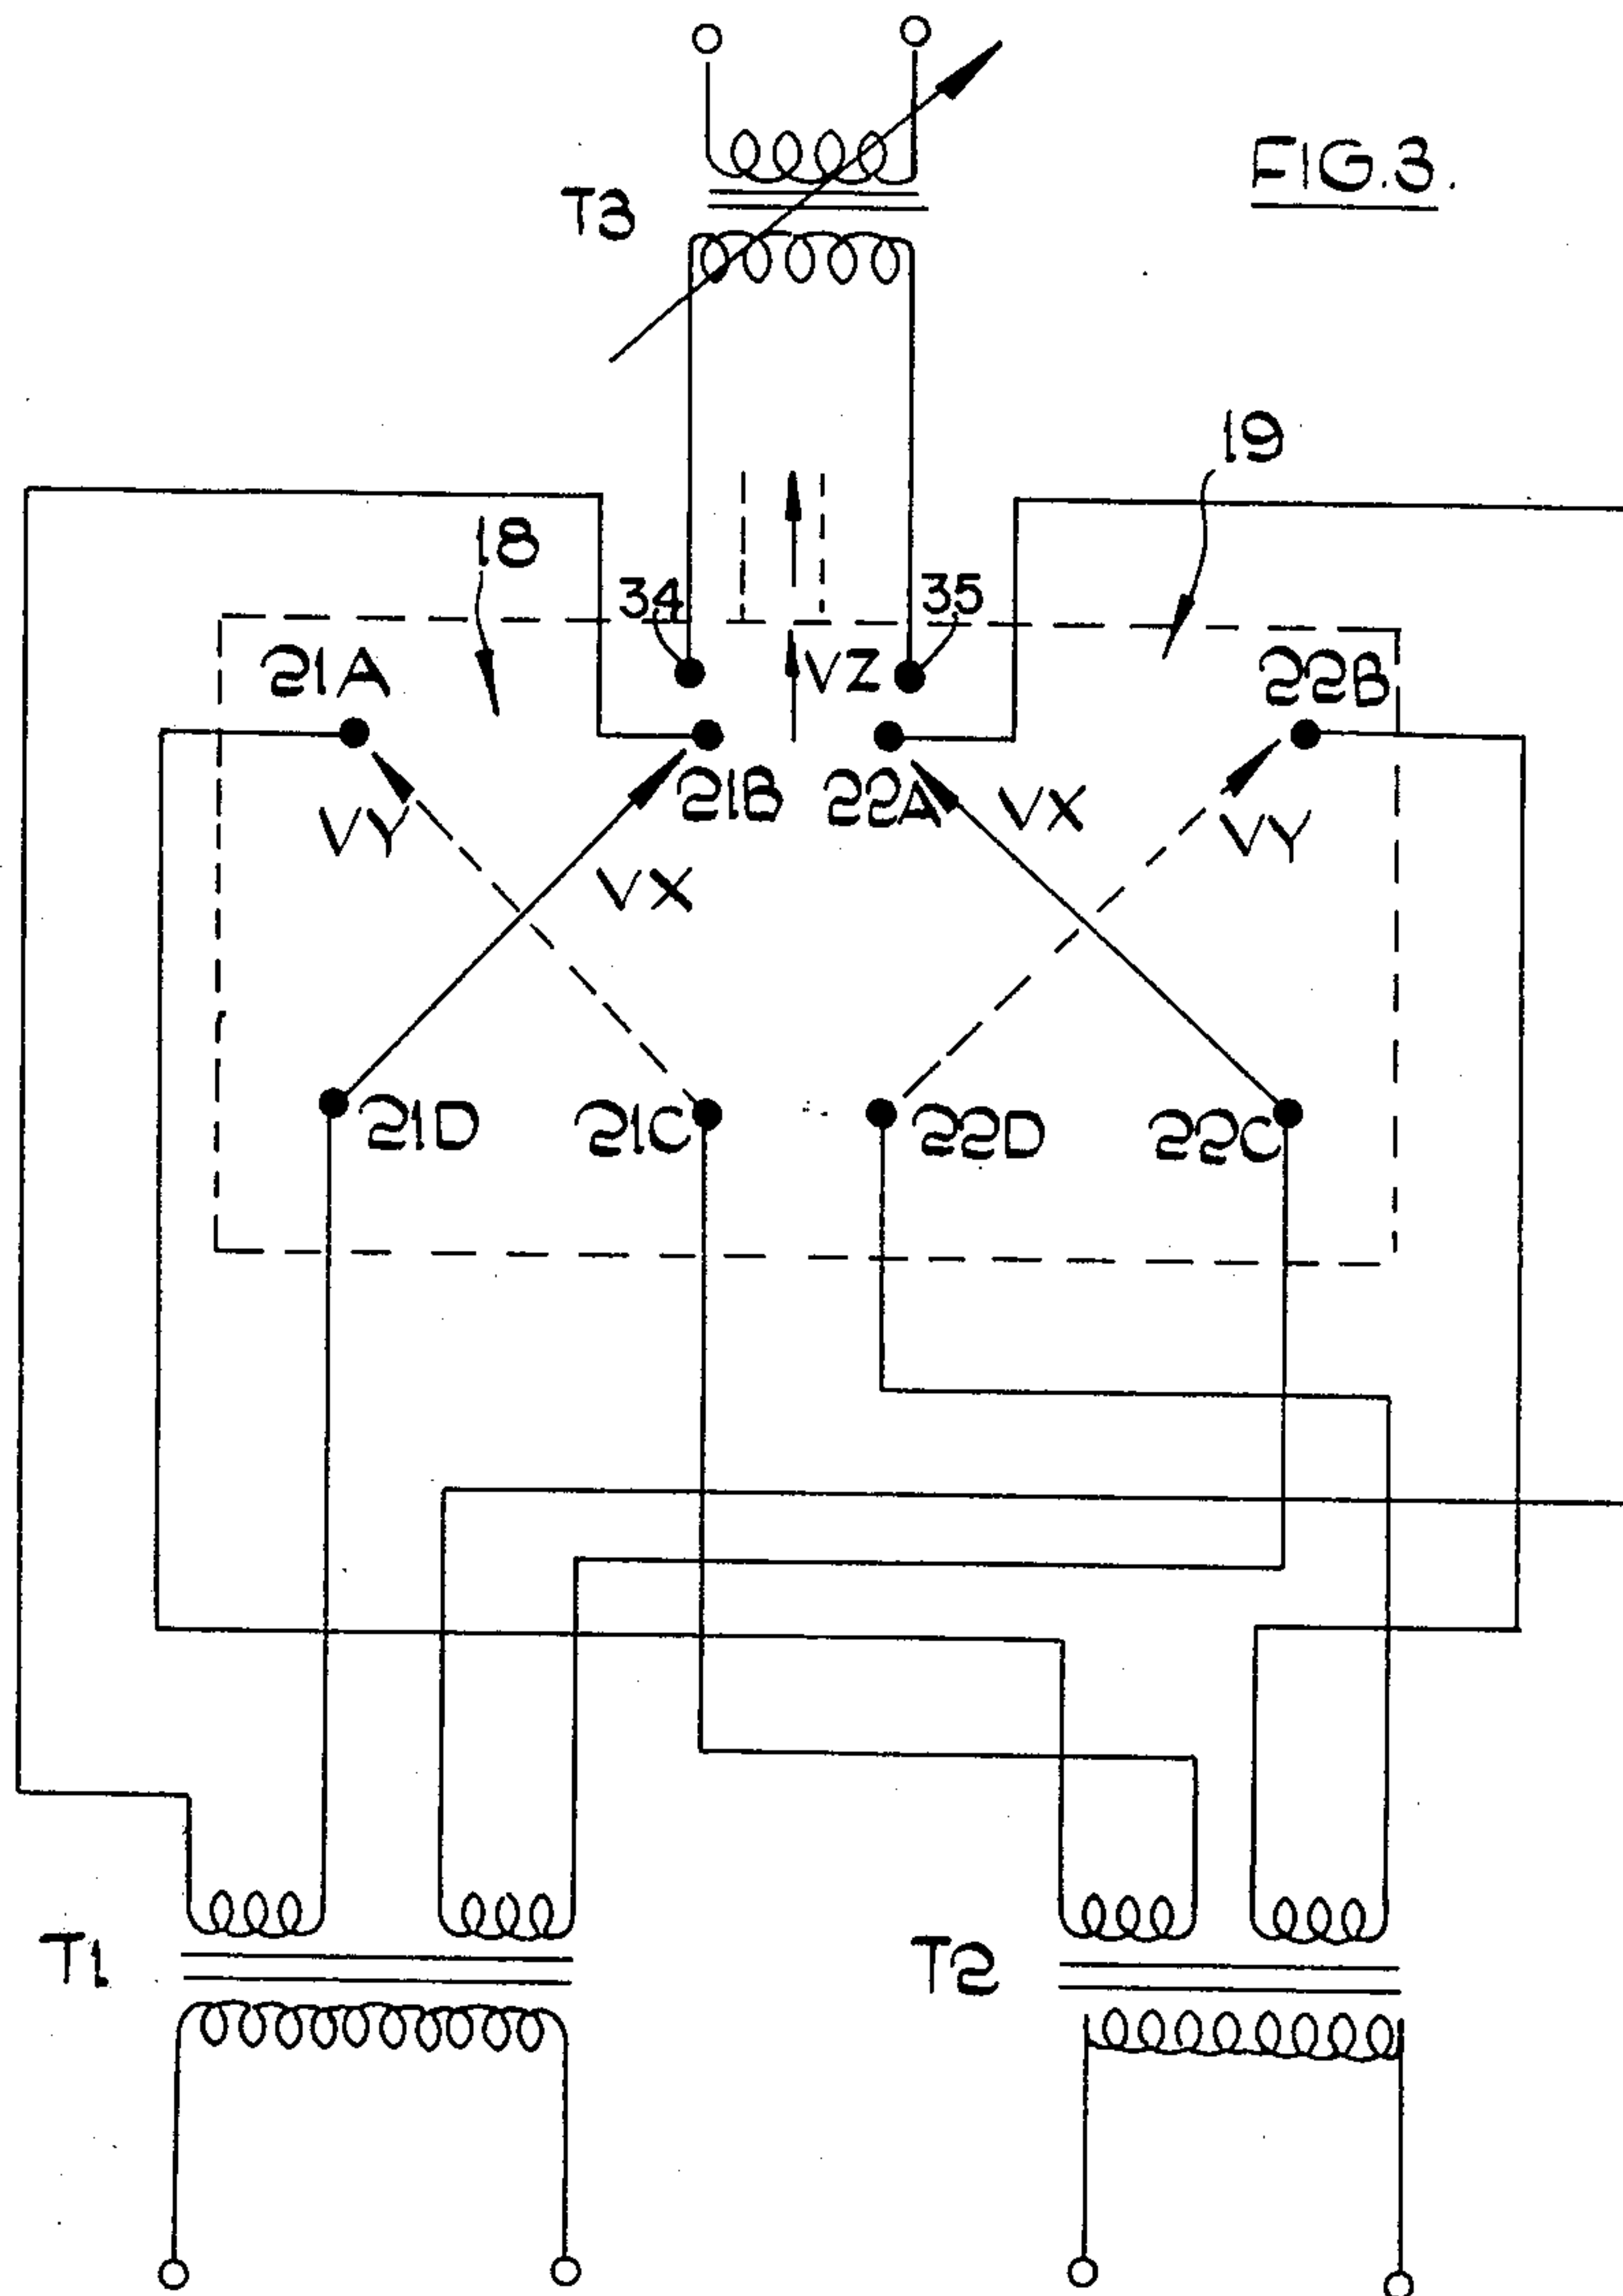 FIG.3.
T3
19
18
34
35
21A
VZ
22B
21B
22A
VY
VX
VX
VY
21D
21C
22D
22C
T1
T2